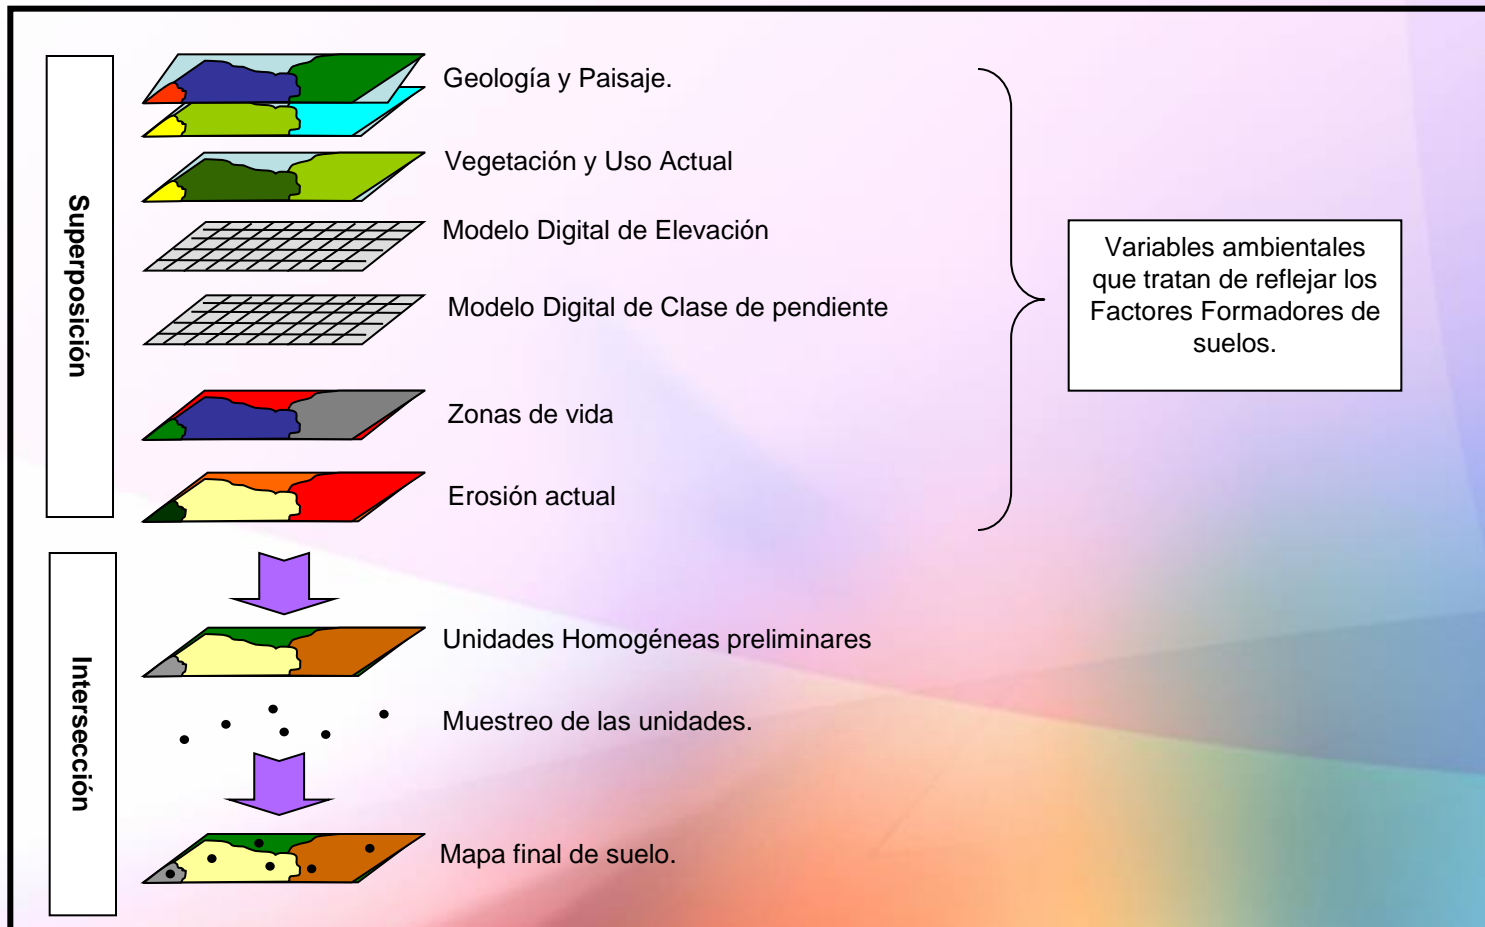 Superposición
Geología y Paisaje.
Vegetación y Uso Actual
Modelo Digital de Elevación
Modelo Digital de Clase de pendiente
Zonas de vida
Erosión actual
Variables ambientales
que tratan de reflejar los
Factores Formadores de
suelos.
Intersección
Unidades Homogéneas preliminares
Muestreo de las unidades.
Mapa final de suelo.